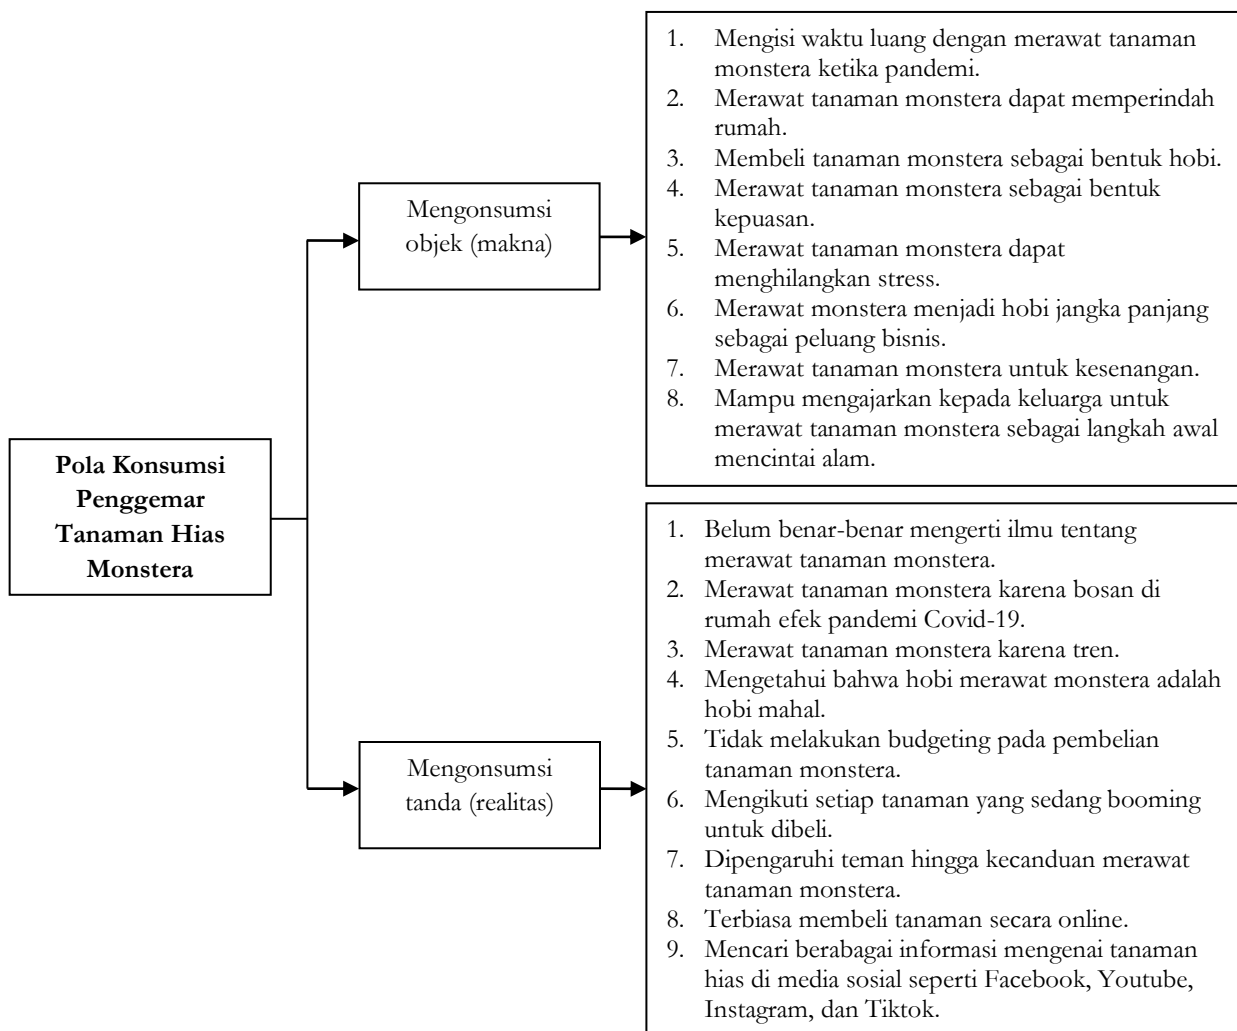 Pola Konsumsi
Penggemar
Tanaman Hias
Monstera
Mengonsumsi
objek (makna)
1. Mengisi waktu luang dengan merawat tanaman
monstera ketika pandemi.
2. Merawat tanaman monstera dapat memperindah
rumah.
3. Membeli tanaman monstera sebagai bentuk hobi.
4. Merawat tanaman monstera sebagai bentuk
kepuasan.
5. Merawat tanaman monstera dapat
menghilangkan stress.
6. Merawat monstera menjadi hobi jangka panjang
sebagai peluang bisnis.
7. Merawat tanaman monstera untuk kesenangan.
8. Mampu mengajarkan kepada keluarga untuk
merawat tanaman monstera sebagai langkah awal
mencintai alam.
Mengonsumsi
tanda (realitas)
1. Belum benar-benar mengerti ilmu tentang
merawat tanaman monstera.
2. Merawat tanaman monstera karena bosan di
rumah efek pandemi Covid-19.
3. Merawat tanaman monstera karena tren.
4. Mengetahui bahwa hobi merawat monstera adalah
hobi mahal.
5. Tidak melakukan budgeting pada pembelian
tanaman monstera.
6. Mengikuti setiap tanaman yang sedang booming
untuk dibeli.
7. Dipengaruhi teman hingga kecanduan merawat
tanaman monstera.
8. Terbiasa membeli tanaman secara online.
9. Mencari berabagai informasi mengenai tanaman
hias di media sosial seperti Facebook, Youtube,
Instagram, dan Tiktok.